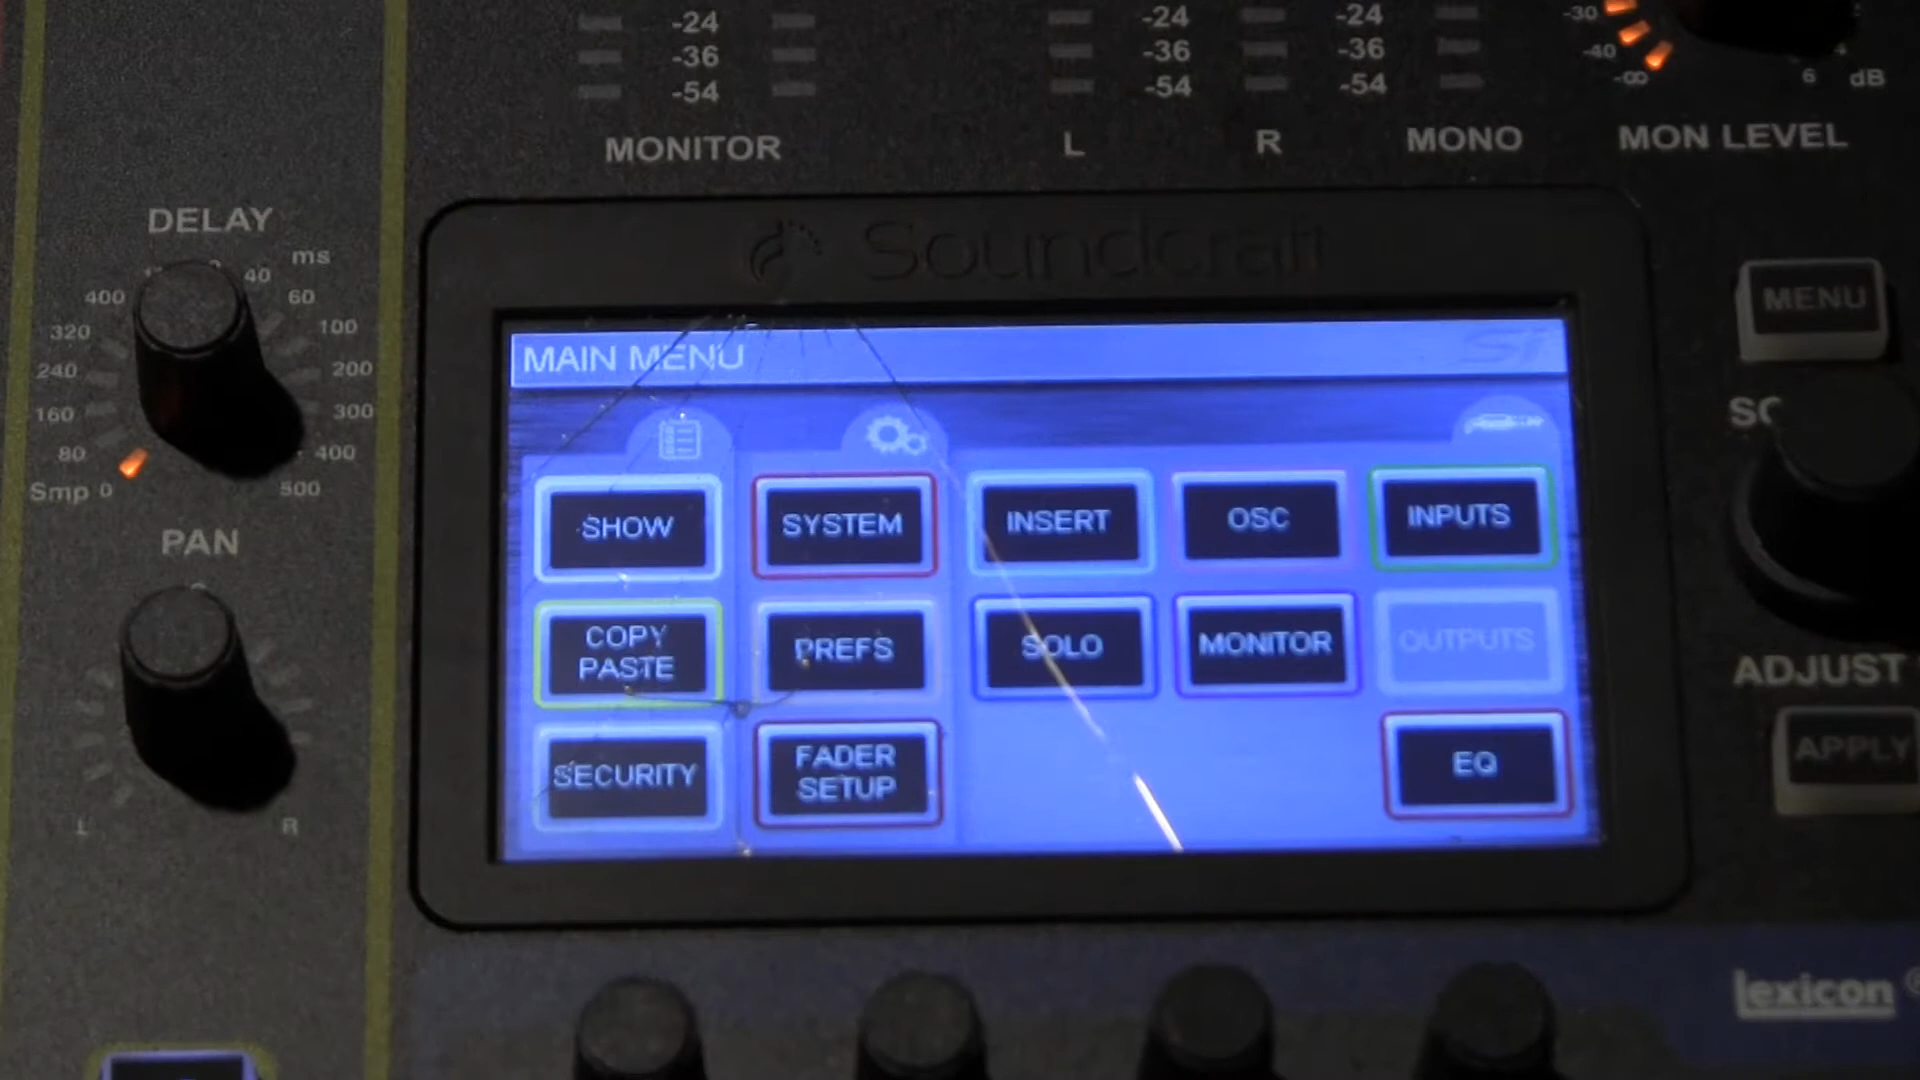 -24
-24
-24
-30
-36
-36
-36
-40
-54
-54
-54
-∞
6
dB
MONITOR
L
R
MONO
MON LEVEL
DELAY
ms
40
400
60
320
100
240
200
160
300
80
400
Smp 0
500
PAN
L
R
Soundcraft
MENU
MAIN MENU
Si
SHOW
SYSTEM
INSERT
OSC
INPUTS
COPY
PASTE
PREFS
SOLO
MONITOR
OUTPUTS
SECURITY
FADER
SETUP
EQ
ADJUST
APPLY
lexicon